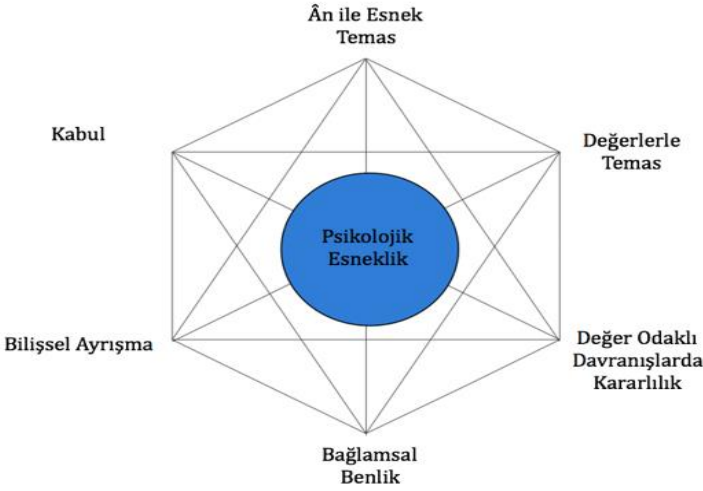 Ân ile Esnek
Temas
Kabul
Değerlerle
Temas
Psikolojik
Esneklik
Bilişsel Ayrışma
Değer Odaklı
Davranışlarda
Kararlılık
Bağlamsal
Benlik